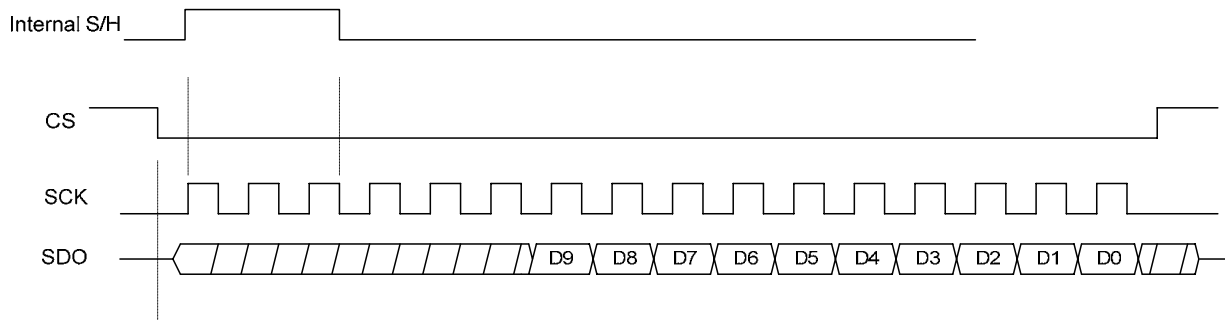 Internal S/H
CS
SCK
SDO D9 D8 D7 D6 D5 D4 D3 D2 D1 D0